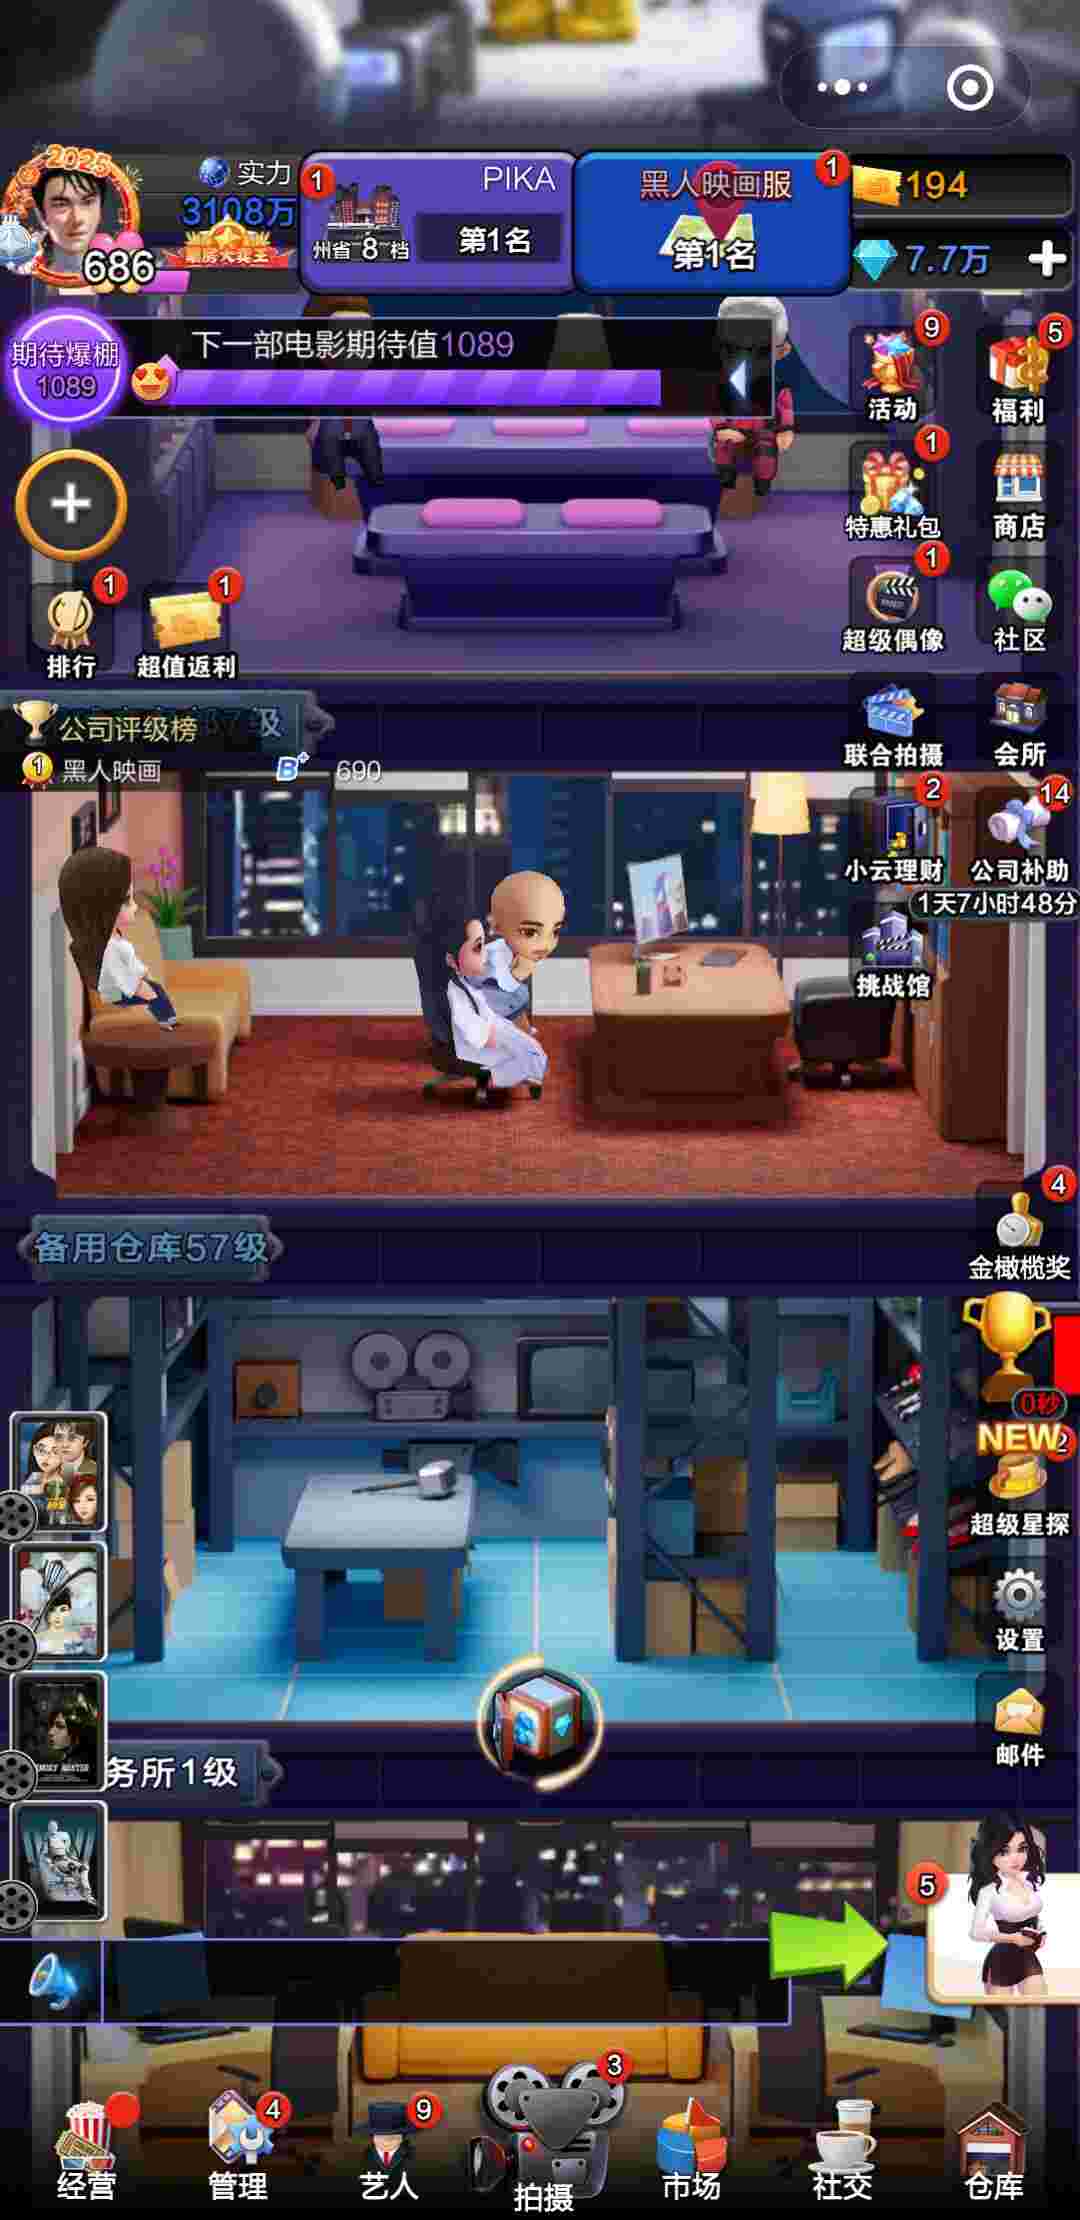 2025
实力
3108万
票房大卖王
686
1
PIKA
州省 8 档
第1名
黑人映画服
1
第1名
194
7.7万
期待爆棚
1089
下一部电影期待值1089
9
活动
5
福利
1
特惠礼包
商店
1
超级偶像
社区
1
排行
1
超值返利
联合拍摄
会所
公司评级榜
级
1 黑人映画 B+ 690
2
小云理财
14
公司补助
1天7小时48分
挑战馆
备用仓库57级
4
金橄榄奖
0秒
NEW
2
超级星探
设置
邮件
务所1级
5
经营
4
管理
9
艺人
3
拍摄
市场
社交
仓库